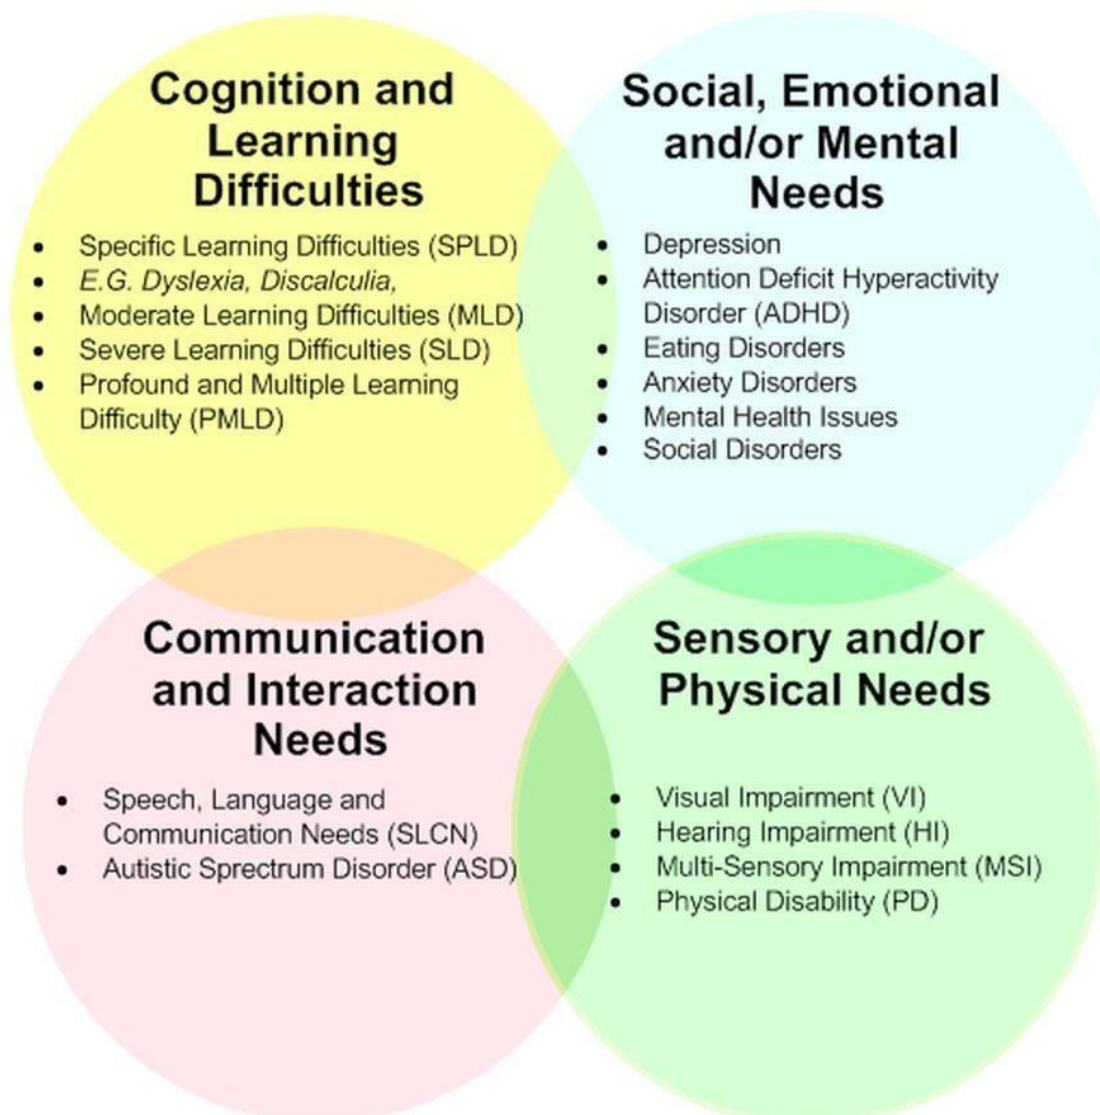 Cognition and
Learning
Difficulties
• Specific Learning Difficulties (SPLD)
• E.G. Dyslexia, Discalculia,
• Moderate Learning Difficulties (MLD)
• Severe Learning Difficulties (SLD)
• Profound and Multiple Learning
Difficulty (PMLD)
Social, Emotional
and/or Mental
Needs
• Depression
• Attention Deficit Hyperactivity
Disorder (ADHD)
• Eating Disorders
• Anxiety Disorders
• Mental Health Issues
• Social Disorders
Communication
and Interaction
Needs
• Speech, Language and
Communication Needs (SLCN)
• Autistic Sprectrum Disorder (ASD)
Sensory and/or
Physical Needs
• Visual Impairment (VI)
• Hearing Impairment (HI)
• Multi-Sensory Impairment (MSI)
• Physical Disability (PD)